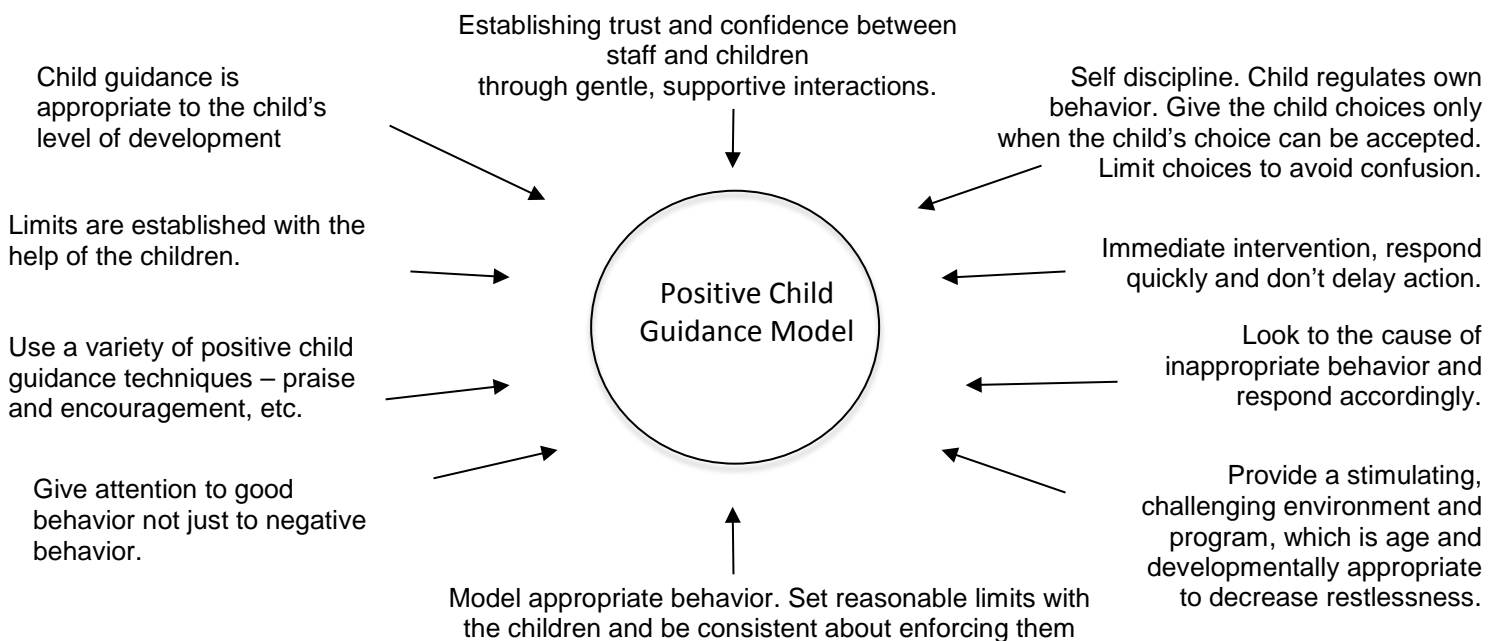 Establishing trust and confidence between
staff and children
through gentle, supportive interactions.
Child guidance is
appropriate to the child's
level of development
Self discipline. Child regulates own
behavior. Give the child choices only
when the child's choice can be accepted.
Limit choices to avoid confusion.
Limits are established with the
help of the children.
Immediate intervention, respond
quickly and don't delay action.
Positive Child
Guidance Model
Use a variety of positive child
guidance techniques – praise
and encouragement, etc.
Look to the cause of
inappropriate behavior and
respond accordingly.
Give attention to good
behavior not just to negative
behavior.
Provide a stimulating,
challenging environment and
program, which is age and
developmentally appropriate
to decrease restlessness.
Model appropriate behavior. Set reasonable limits with
the children and be consistent about enforcing them